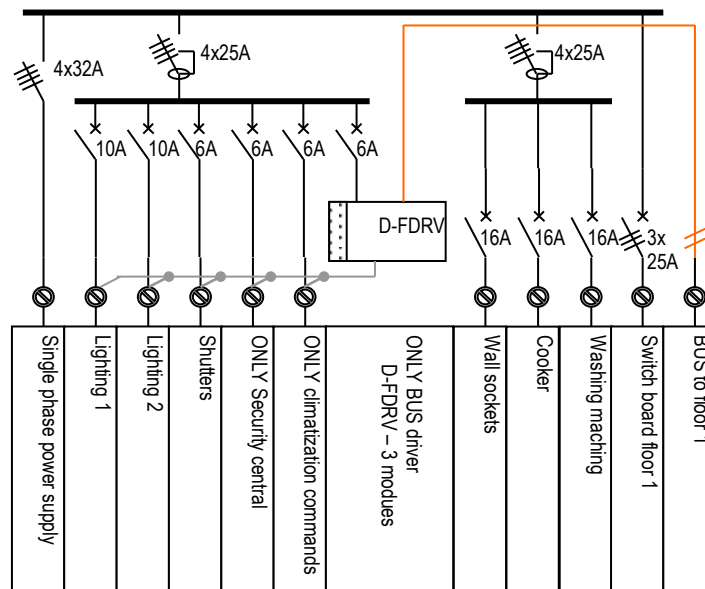 4x32A
4x25A
4x25A
10A
10A
6A
6A
6A
6A
D-FDRV
16A
16A
16A
3x
25A
Single phase power supply
Lighting 1
Lighting 2
Shutters
ONLY Security central
ONLY climatization commands
ONLY BUS driver
D-FDRV – 3 modues
Wall sockets
Cooker
Washing maching
Switch board floor 1
BUS to floor 1